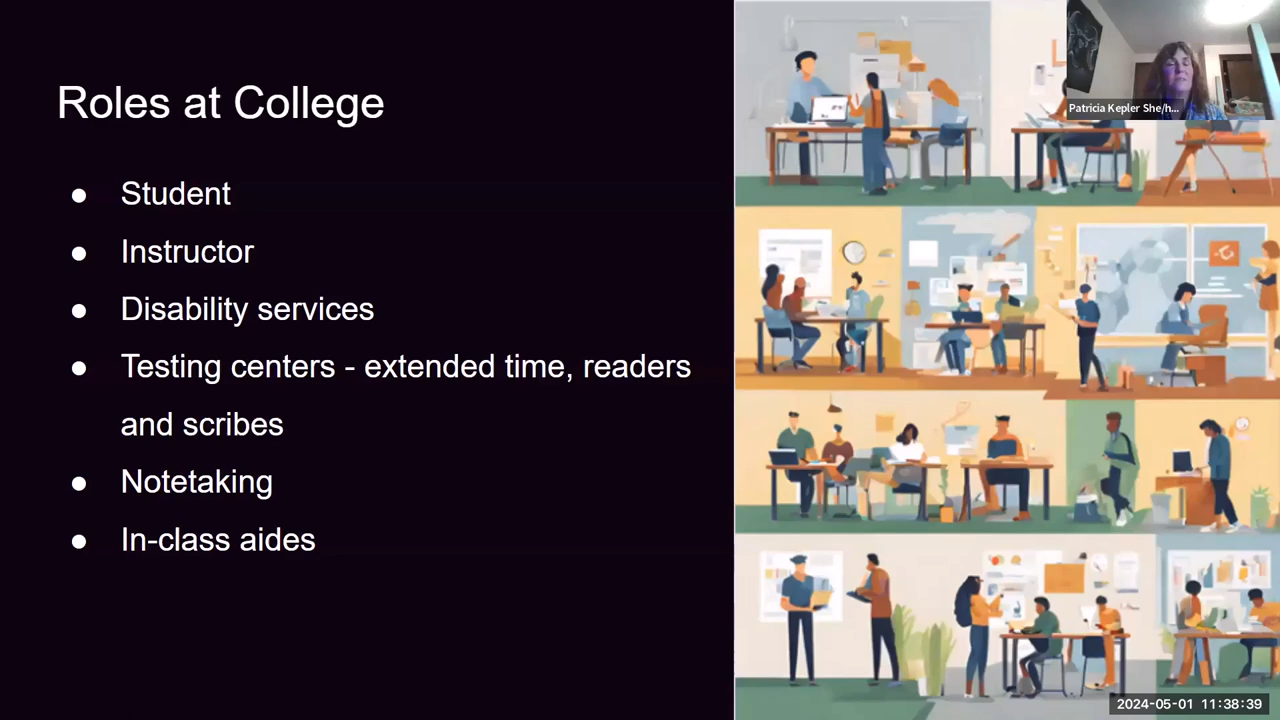 Roles at College
● Student
● Instructor
● Disability services
● Testing centers - extended time, readers
and scribes
● Notetaking
● In-class aides
Patricia Kepler She/h...
2024-05-01 11:38:39